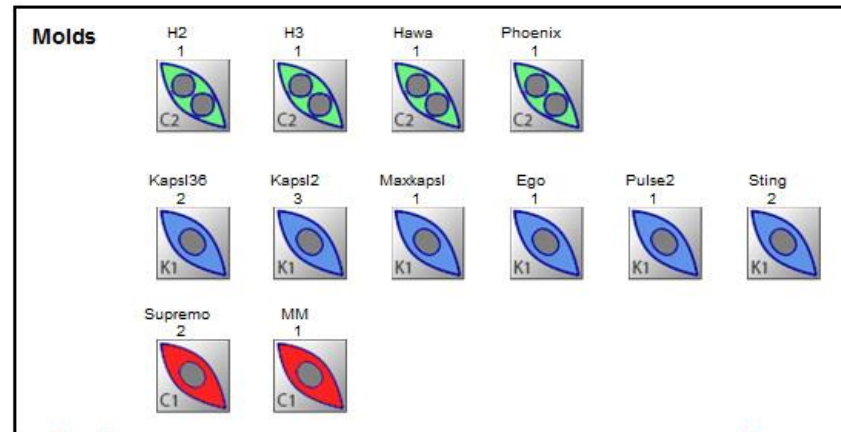 Molds
H2 H3 Hawa Phoenix
1 1 1 1
C2 C2 C2 C2
Kapsl36 Kapsl2 Maxkapsl Ego Pulse2 Sting
2 3 1 1 1 2
K1 K1 K1 K1 K1 K1
Supremo MM
2 1
C1 C1